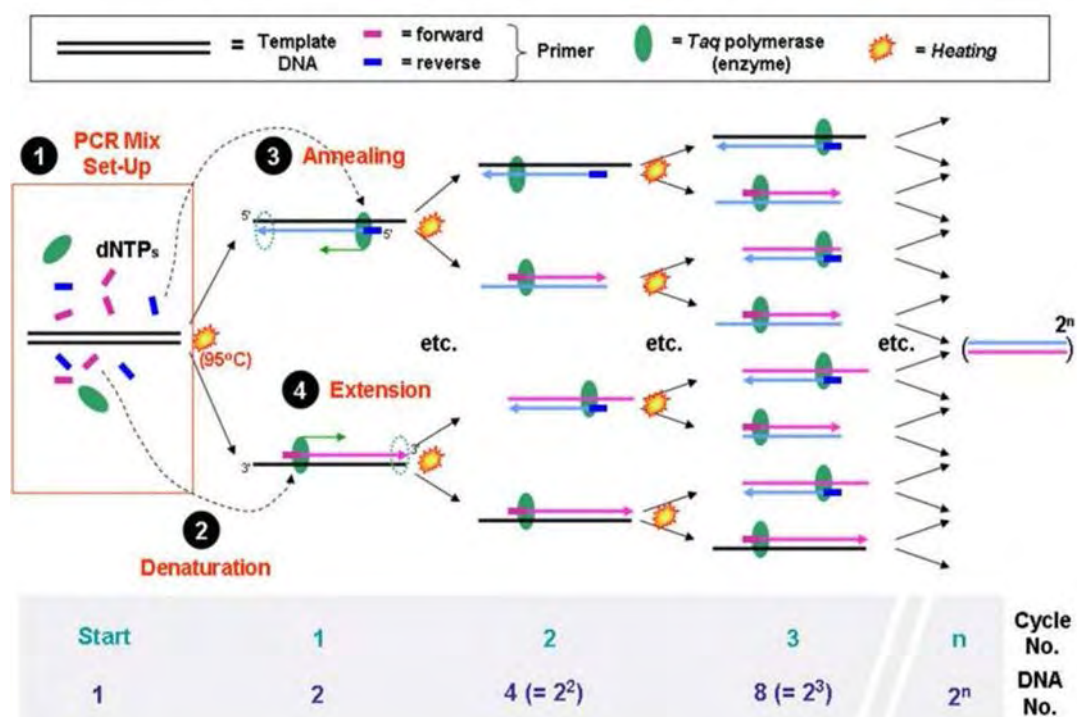 = Template DNA
= forward
= reverse
Primer
= Taq polymerase
(enzyme)
= Heating
1
PCR Mix
Set-Up
dNTPs
(95°C)
2
Denaturation
3
Annealing
5'
5'
4
Extension
3'
3'
etc.
etc.
etc.
2ⁿ
Start
1
2
3
n
Cycle
No.
1
2
4 (= 2²)
8 (= 2³)
2ⁿ
DNA
No.